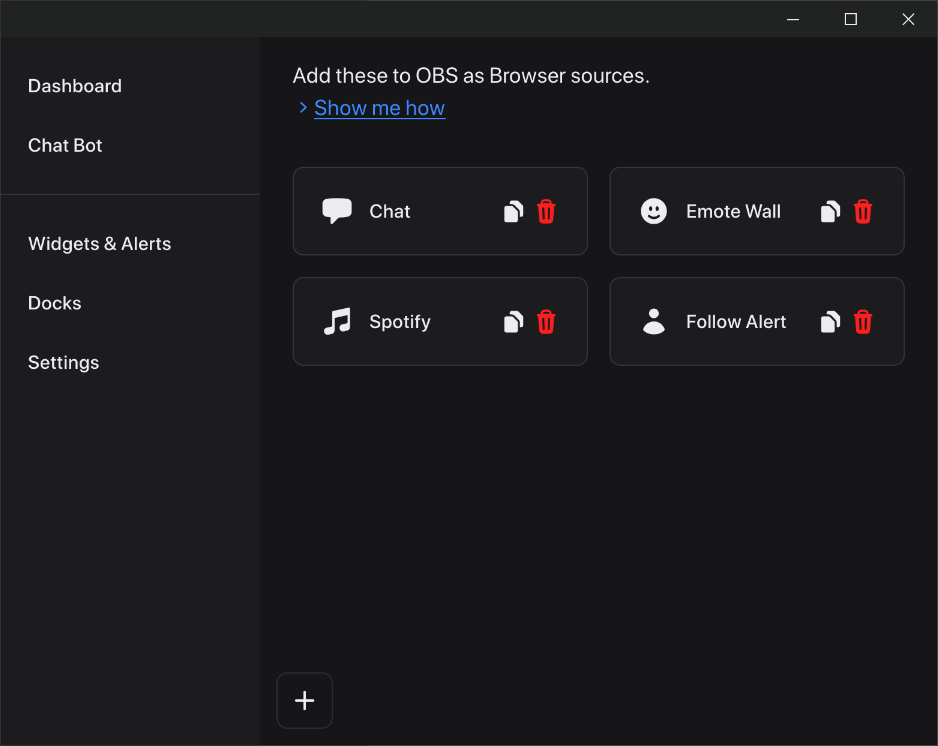 Dashboard
Chat Bot
Widgets & Alerts
Docks
Settings
Add these to OBS as Browser sources.
Show me how
Chat
Emote Wall
Spotify
Follow Alert